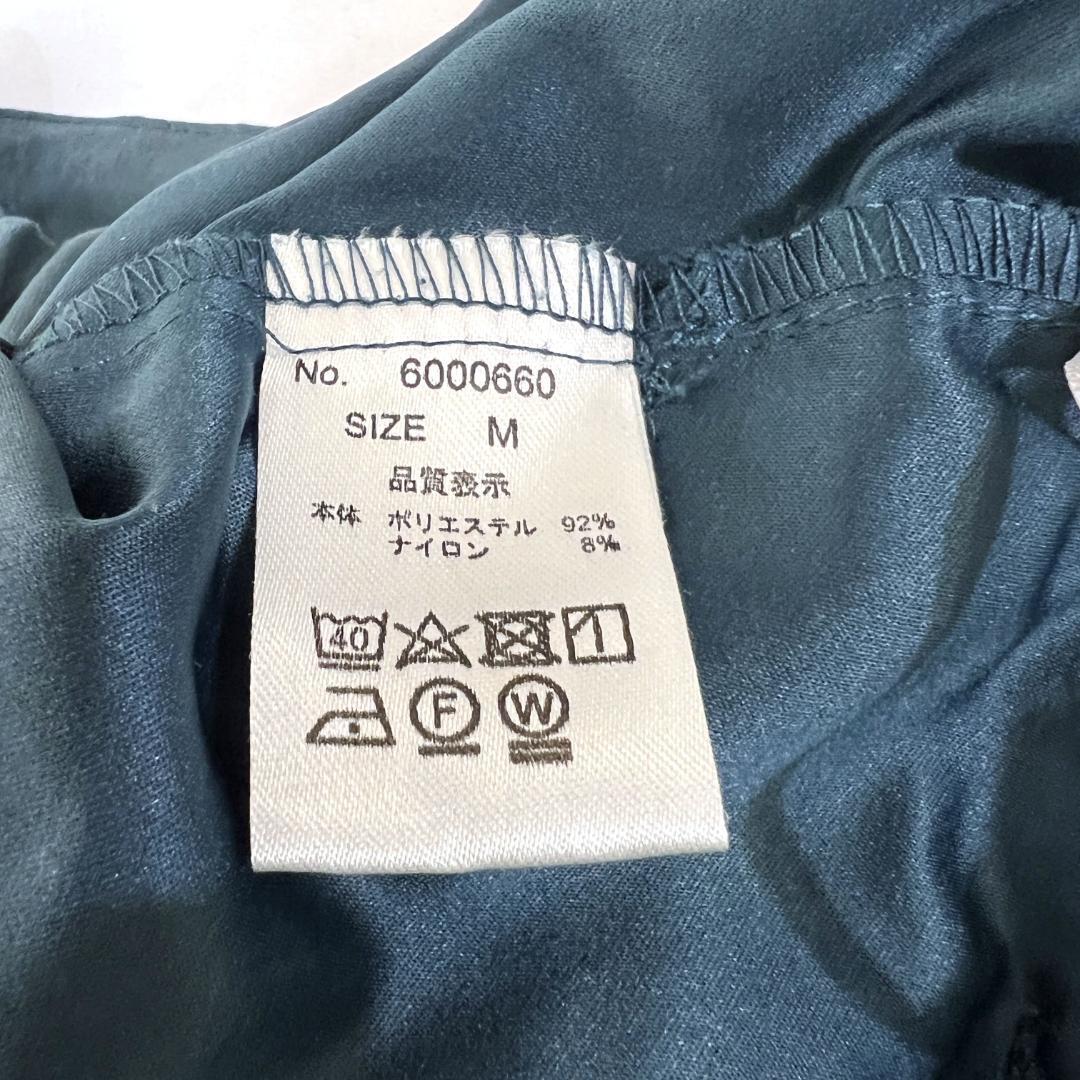 No. 6000660
SIZE M
品質表示
本体 ポリエステル 92%
ナイロン 8%
40
F W